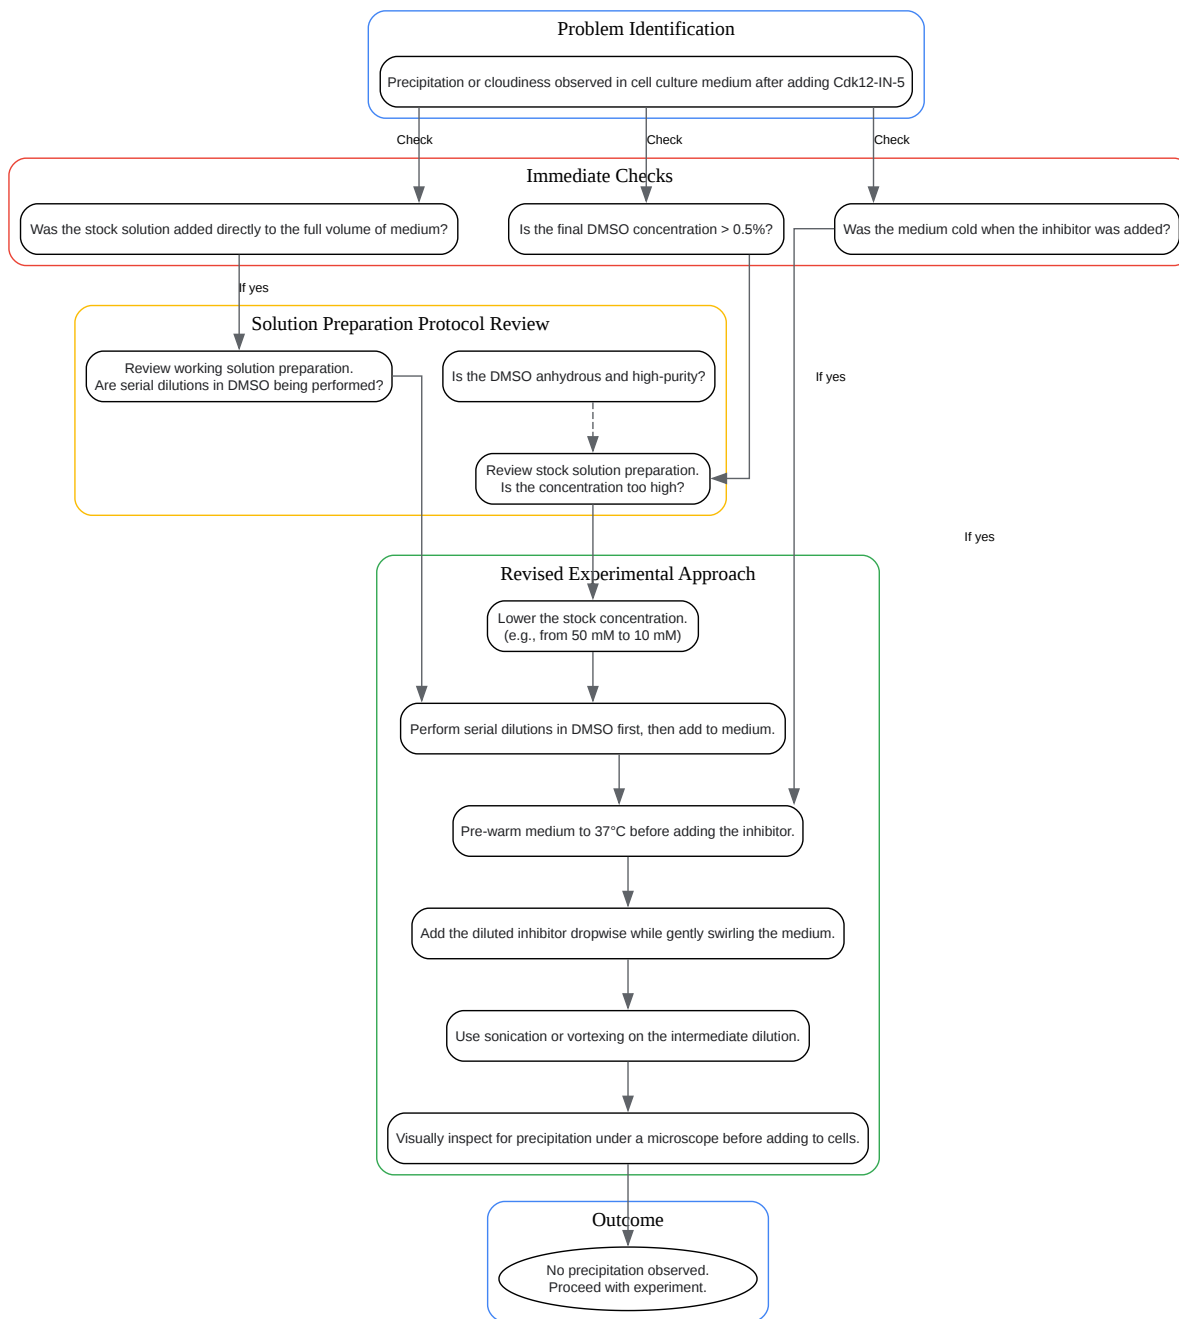 Problem Identification
Precipitation or cloudiness observed in cell culture medium after adding Cdk12-IN-5
Check
Check
Check
Immediate Checks
Was the stock solution added directly to the full volume of medium?
Is the final DMSO concentration > 0.5%?
Was the medium cold when the inhibitor was added?
If yes
Solution Preparation Protocol Review
Review working solution preparation.
Are serial dilutions in DMSO being performed?
Is the DMSO anhydrous and high-purity?
If yes
Review stock solution preparation.
Is the concentration too high?
If yes
Revised Experimental Approach
Lower the stock concentration.
(e.g., from 50 mM to 10 mM)
Perform serial dilutions in DMSO first, then add to medium.
Pre-warm medium to 37°C before adding the inhibitor.
Add the diluted inhibitor dropwise while gently swirling the medium.
Use sonication or vortexing on the intermediate dilution.
Visually inspect for precipitation under a microscope before adding to cells.
Outcome
No precipitation observed.
Proceed with experiment.